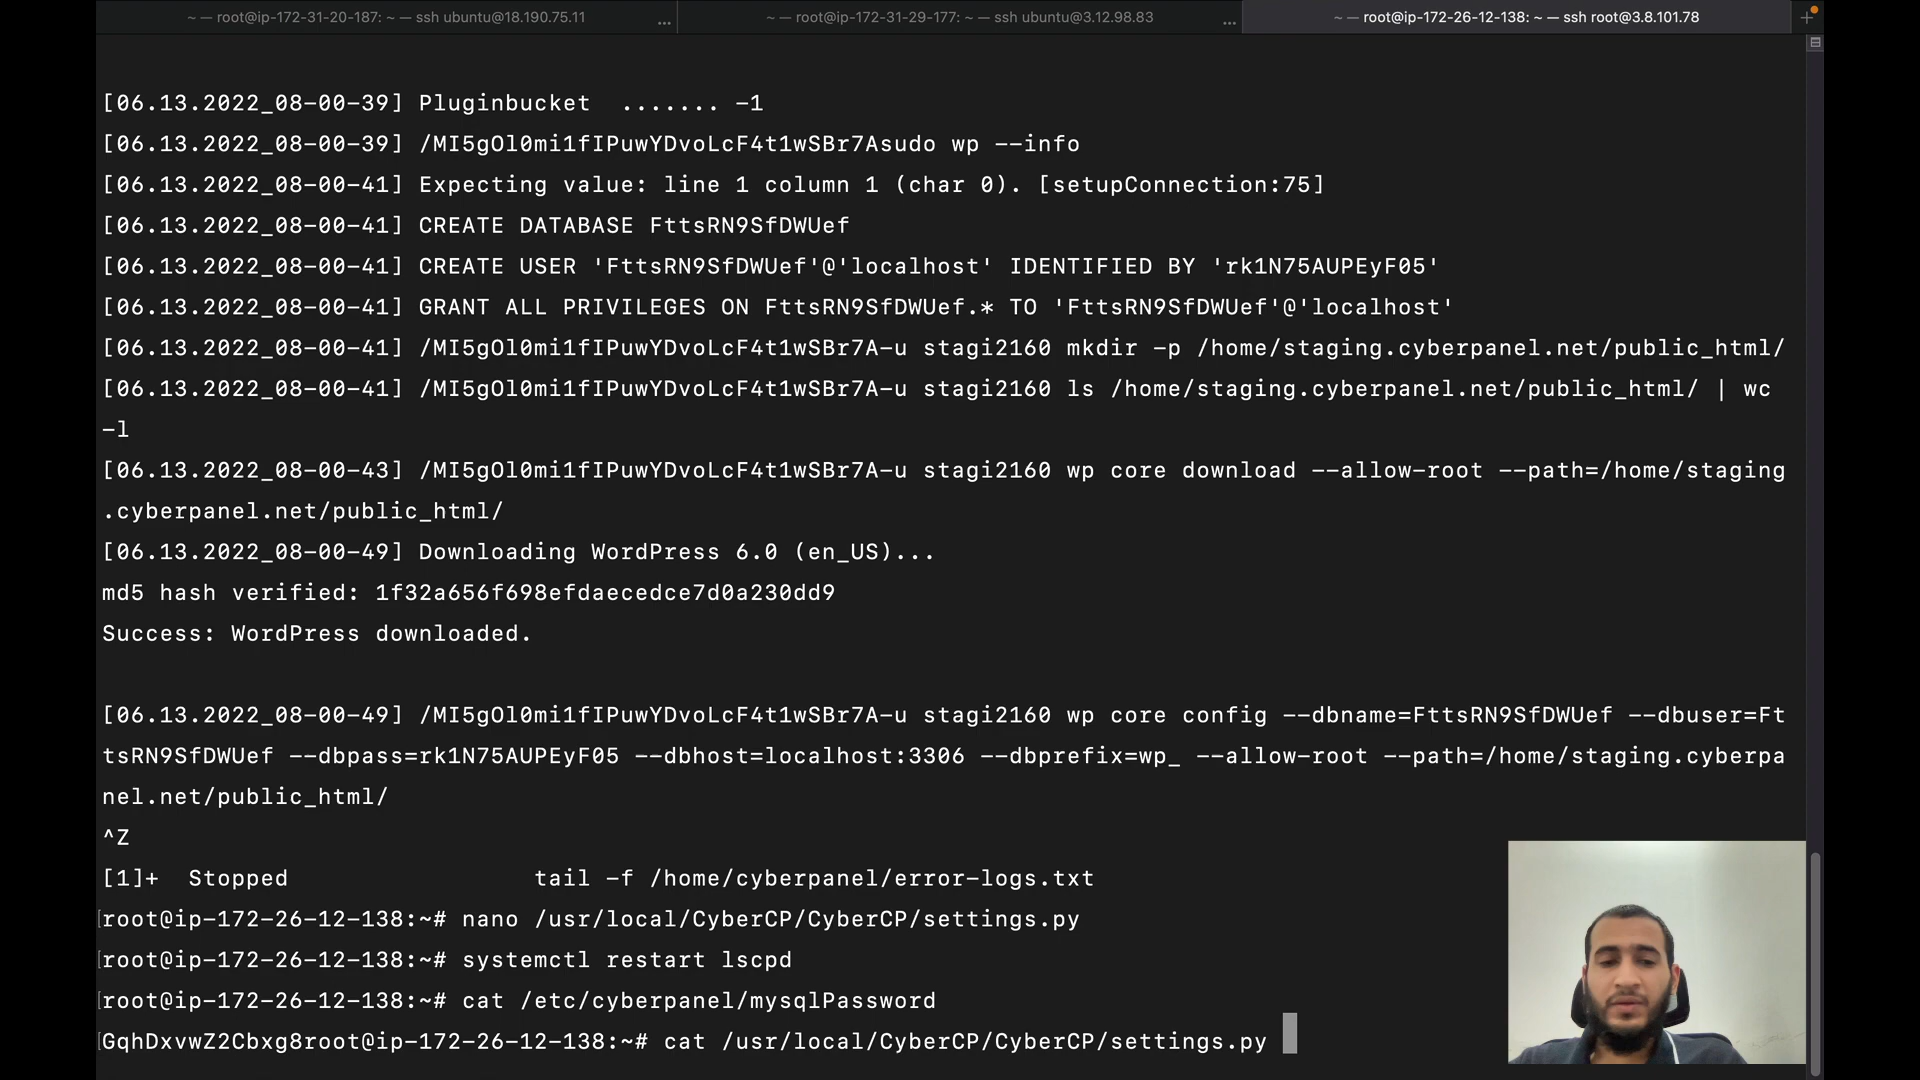 ~ — root@ip-172-31-20-187: ~ — ssh ubuntu@18.190.75.11 ...
~ — root@ip-172-31-29-177: ~ — ssh ubuntu@3.12.98.83 ...
~ — root@ip-172-26-12-138: ~ — ssh root@3.8.101.78 +
[06.13.2022_08-00-39] Pluginbucket  ....... -1
[06.13.2022_08-00-39] /MI5gOl0mi1fIPuwYDvoLcF4t1wSBr7Asudo wp --info
[06.13.2022_08-00-41] Expecting value: line 1 column 1 (char 0). [setupConnection:75]
[06.13.2022_08-00-41] CREATE DATABASE FttsRN9SfDWUef
[06.13.2022_08-00-41] CREATE USER 'FttsRN9SfDWUef'@'localhost' IDENTIFIED BY 'rk1N75AUPEyF05'
[06.13.2022_08-00-41] GRANT ALL PRIVILEGES ON FttsRN9SfDWUef.* TO 'FttsRN9SfDWUef'@'localhost'
[06.13.2022_08-00-41] /MI5gOl0mi1fIPuwYDvoLcF4t1wSBr7A-u stagi2160 mkdir -p /home/staging.cyberpanel.net/public_html/
[06.13.2022_08-00-41] /MI5gOl0mi1fIPuwYDvoLcF4t1wSBr7A-u stagi2160 ls /home/staging.cyberpanel.net/public_html/ | wc
-l
[06.13.2022_08-00-43] /MI5gOl0mi1fIPuwYDvoLcF4t1wSBr7A-u stagi2160 wp core download --allow-root --path=/home/staging
.cyberpanel.net/public_html/
[06.13.2022_08-00-49] Downloading WordPress 6.0 (en_US)...
md5 hash verified: 1f32a656f698efdaecedce7d0a230dd9
Success: WordPress downloaded.
[06.13.2022_08-00-49] /MI5gOl0mi1fIPuwYDvoLcF4t1wSBr7A-u stagi2160 wp core config --dbname=FttsRN9SfDWUef --dbuser=Ft
tsRN9SfDWUef --dbpass=rk1N75AUPEyF05 --dbhost=localhost:3306 --dbprefix=wp_ --allow-root --path=/home/staging.cyberpa
nel.net/public_html/
^Z
[1]+  Stopped                 tail -f /home/cyberpanel/error-logs.txt
[root@ip-172-26-12-138:~# nano /usr/local/CyberCP/CyberCP/settings.py
[root@ip-172-26-12-138:~# systemctl restart lscpd
[root@ip-172-26-12-138:~# cat /etc/cyberpanel/mysqlPassword
[GqhDxvwZ2Cbxg8root@ip-172-26-12-138:~# cat /usr/local/CyberCP/CyberCP/settings.py